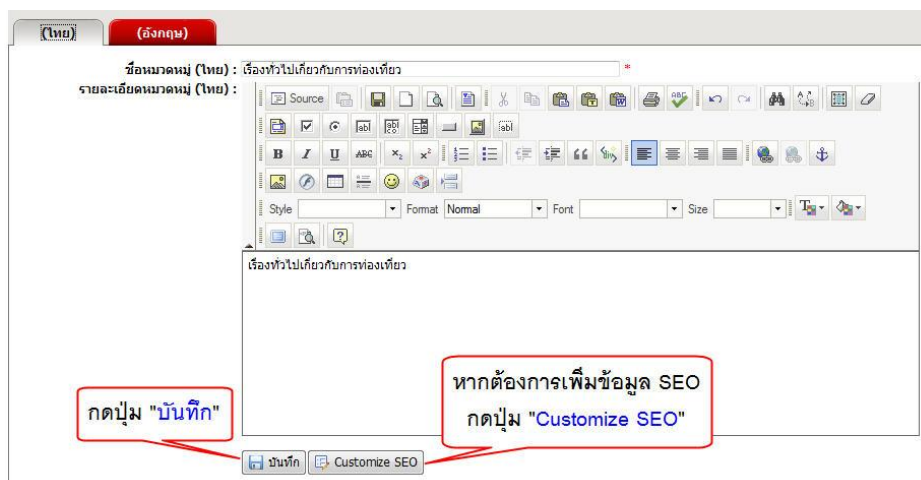 (ไทย) (อังกฤษ)
ชื่อหมวดหมู่ (ไทย) : เรื่องทั่วไปเกี่ยวกับการท่องเที่ยว *
รายละเอียดหมวดหมู่ (ไทย) :
Source
B I U ABC x₂ x²
Style Format Normal Font Size
เรื่องทั่วไปเกี่ยวกับการท่องเที่ยว
หากต้องการเพิ่มข้อมูล SEO
กดปุ่ม "Customize SEO"
กดปุ่ม "บันทึก"
บันทึก Customize SEO